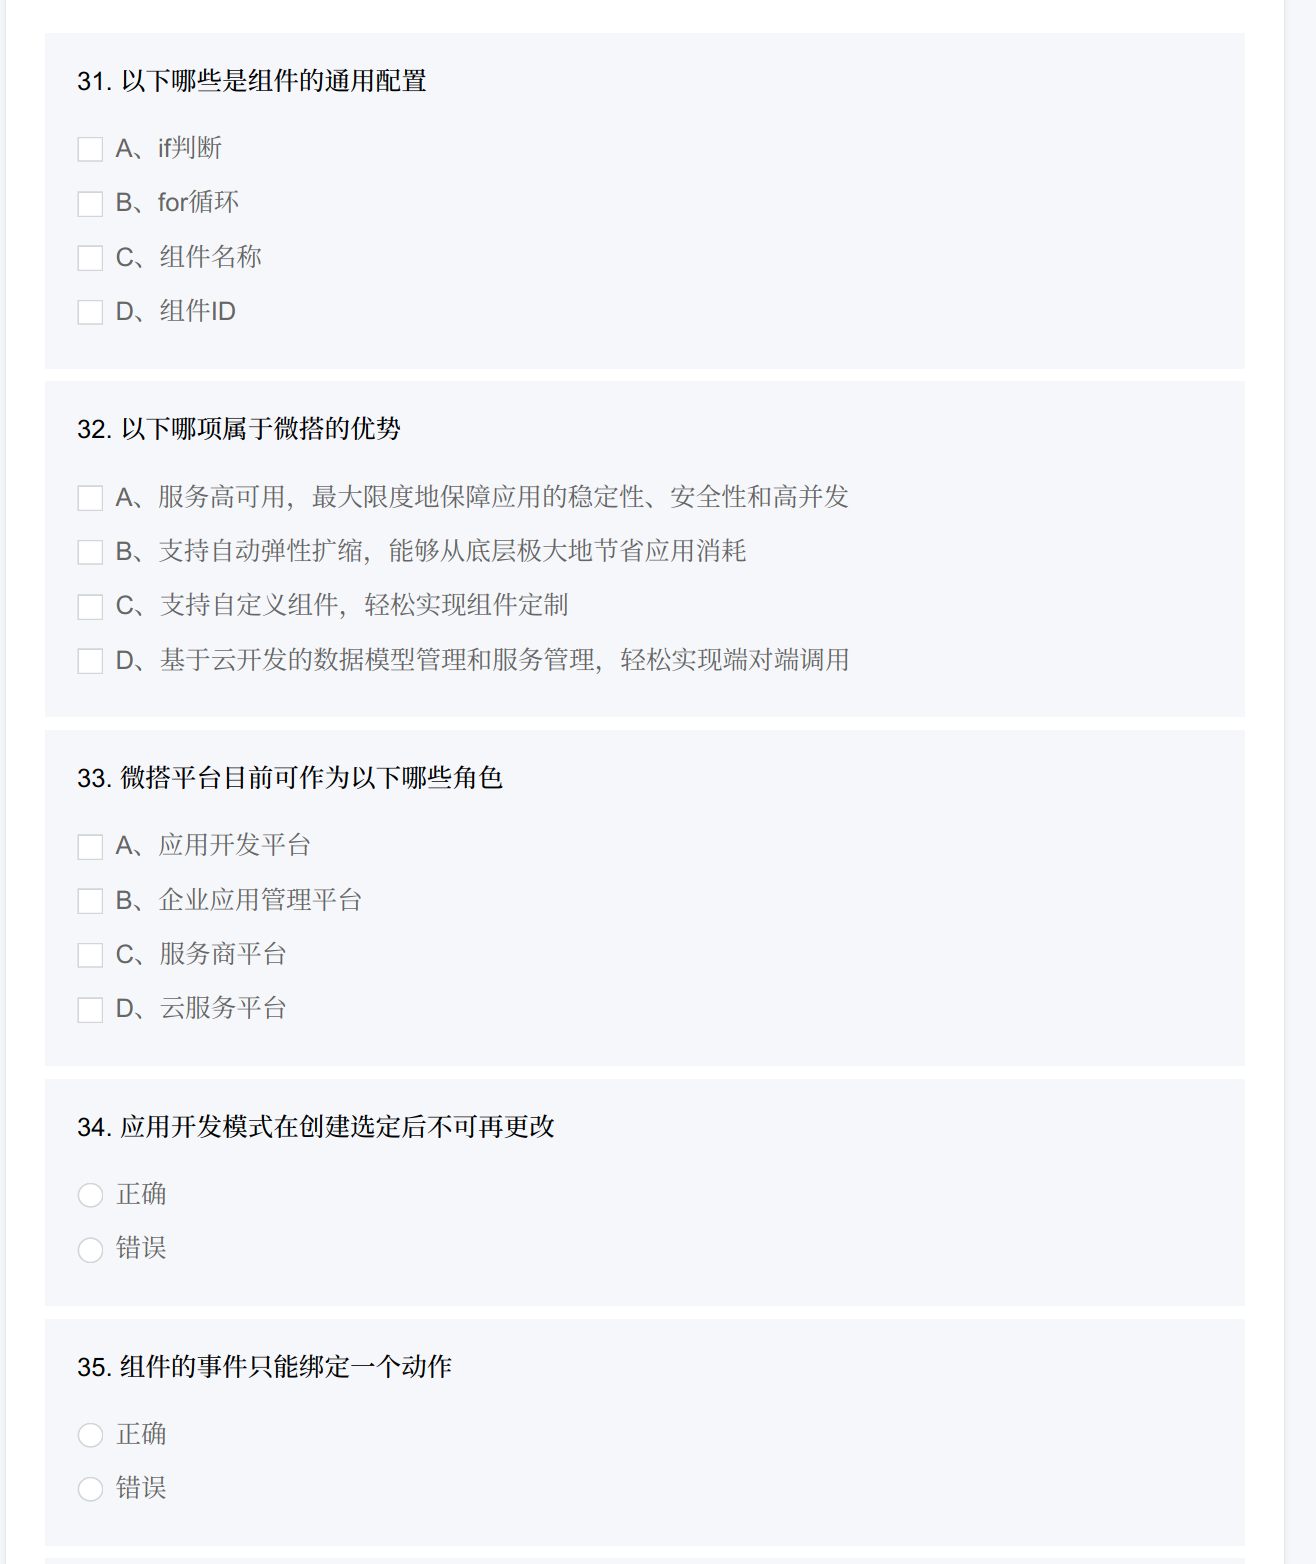 31. 以下哪些是组件的通用配置
A、if判断
B、for循环
C、组件名称
D、组件ID
32. 以下哪项属于微搭的优势
A、服务高可用，最大限度地保障应用的稳定性、安全性和高并发
B、支持自动弹性扩缩，能够从底层极大地节省应用消耗
C、支持自定义组件，轻松实现组件定制
D、基于云开发的数据模型管理和服务管理，轻松实现端对端调用
33. 微搭平台目前可作为以下哪些角色
A、应用开发平台
B、企业应用管理平台
C、服务商平台
D、云服务平台
34. 应用开发模式在创建选定后不可再更改
正确
错误
35. 组件的事件只能绑定一个动作
正确
错误